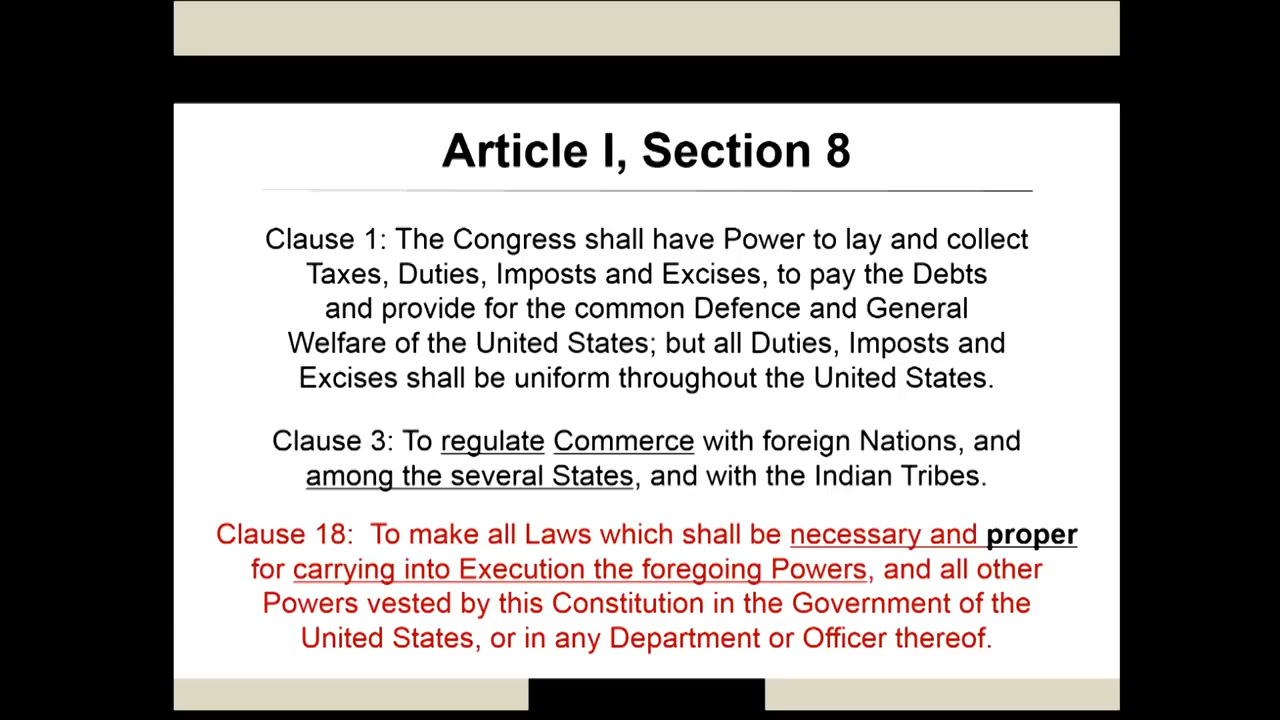 Article I, Section 8
Clause 1: The Congress shall have Power to lay and collect
Taxes, Duties, Imposts and Excises, to pay the Debts
and provide for the common Defence and General
Welfare of the United States; but all Duties, Imposts and
Excises shall be uniform throughout the United States.
Clause 3: To regulate Commerce with foreign Nations, and
among the several States, and with the Indian Tribes.
Clause 18: To make all Laws which shall be necessary and proper
for carrying into Execution the foregoing Powers, and all other
Powers vested by this Constitution in the Government of the
United States, or in any Department or Officer thereof.